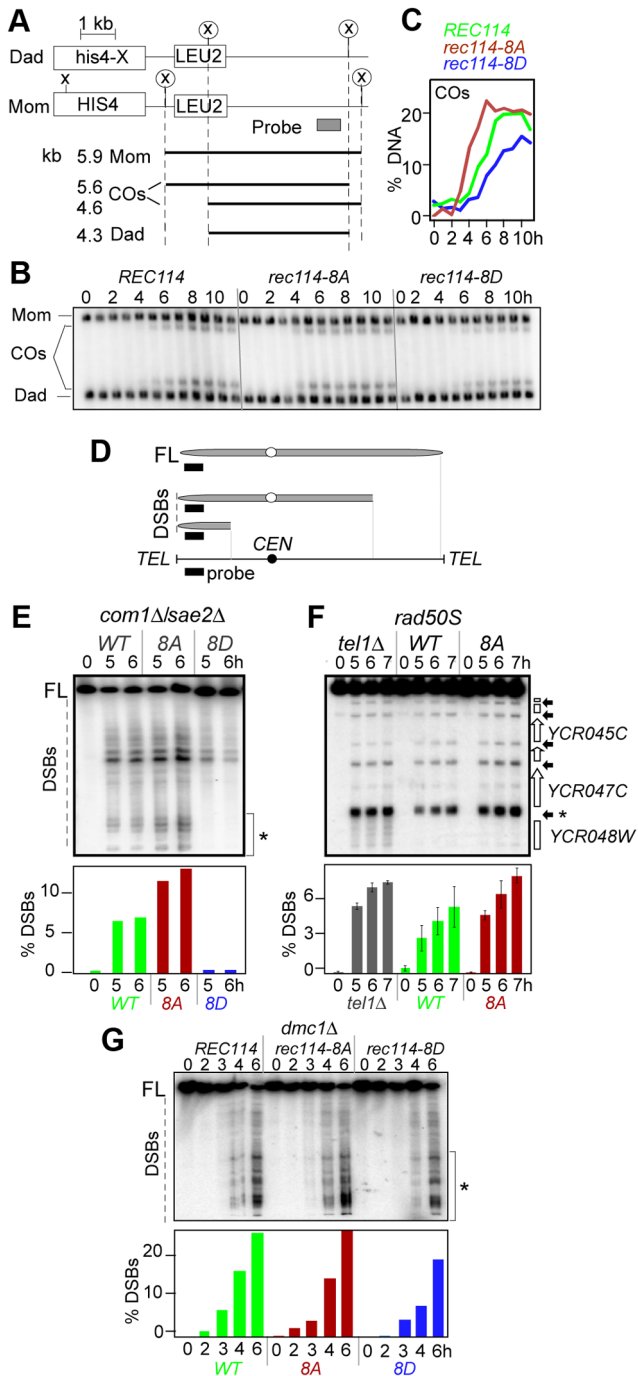 A
1 kb
X
X
Dad
his4-X
LEU2
x
X
X
Mom
HIS4
LEU2
Probe
kb
5.9 Mom
5.6
COs
4.6
4.3 Dad
C
REC114
rec114-8A
rec114-8D
COs
% DNA
20
10
0
0 2 4 6 8 10h
B
REC114
rec114-8A
rec114-8D
0 2 4 6 8 10 0 2 4 6 8 10 0 2 4 6 8 10h
Mom
COs
Dad
D
FL
DSBs
CEN
TEL
TEL
probe
E
com1Δ/sae2Δ
WT 8A 8D
0 5 6 5 6 5 6h
FL
DSBs
*
% DSBs
10
5
0
0 5 6 5 6 5 6
WT 8A 8D
F
rad50S
tel1Δ WT 8A
0 5 6 7 0 5 6 7 0 5 6 7h
YCR045C
YCR047C
*
YCR048W
% DSBs
6
3
0
0 5 6 7 0 5 6 7 0 5 6 7h
tel1Δ WT 8A
G
dmc1Δ
REC114 rec114-8A rec114-8D
0 2 3 4 6 0 2 3 4 6 0 2 3 4 6
FL
DSBs
*
% DSBs
20
10
0
0 2 3 4 6 0 2 3 4 6 0 2 3 4 6h
WT 8A 8D